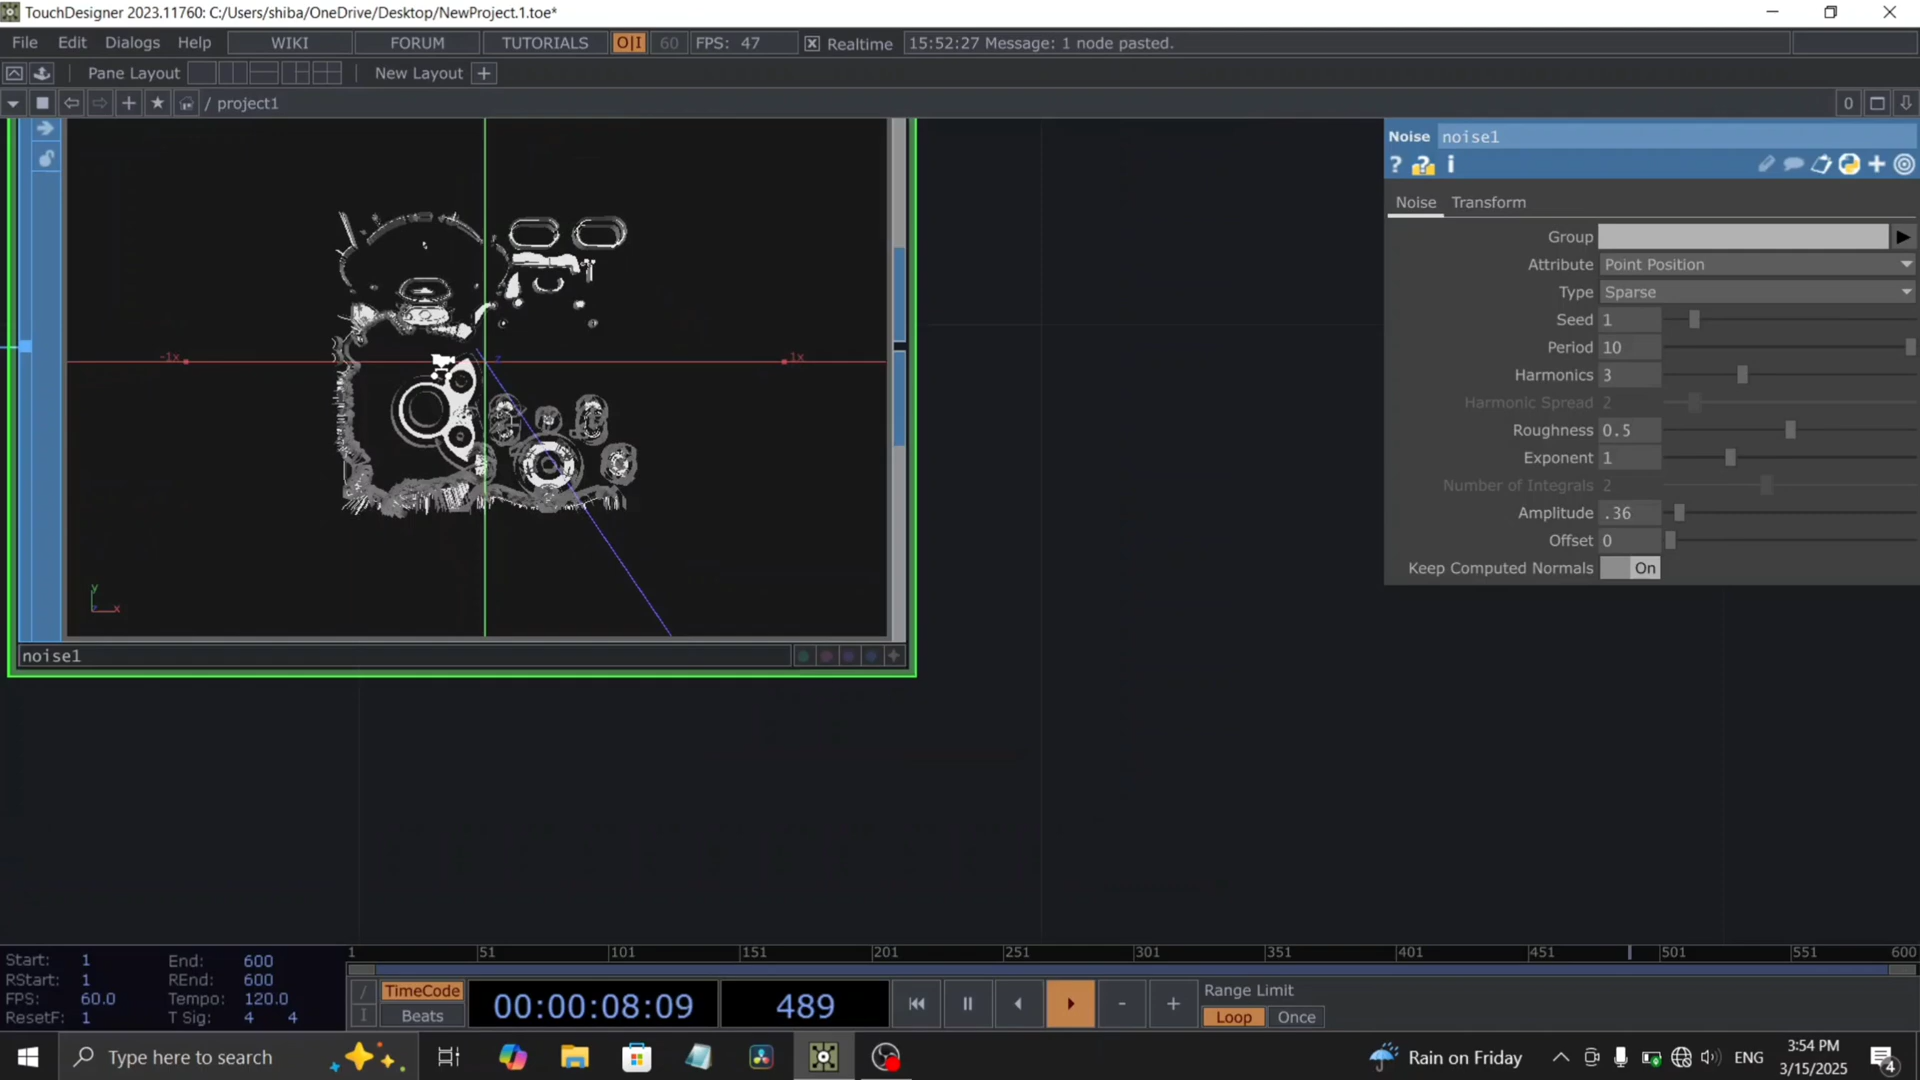 TouchDesigner 2023.11760: C:/Users/shiba/OneDrive/Desktop/NewProject.1.toe*
File Edit Dialogs Help WIKI FORUM TUTORIALS O|I 60 FPS: 47 Realtime 15:52:27 Message: 1 node pasted.
Pane Layout New Layout +
/ project1 0
Noise noise1
Noise Transform
Group
Attribute Point Position
Type Sparse
Seed 1
Period 10
Harmonics 3
Harmonic Spread 2
Roughness 0.5
Exponent 1
Number of Integrals 2
Amplitude .36
Offset 0
Keep Computed Normals On
-1x z 1x
y
x
noise1
1 51 101 151 201 251 301 351 401 451 501 551 600
Start: 1 End: 600
RStart: 1 REnd: 600
FPS: 60.0 Tempo: 120.0
ResetF: 1 T Sig: 4 4
/ TimeCode
I Beats
00:00:08:09 489
- +
Range Limit
Loop Once
Type here to search
Rain on Friday ENG
3:54 PM
3/15/2025
4